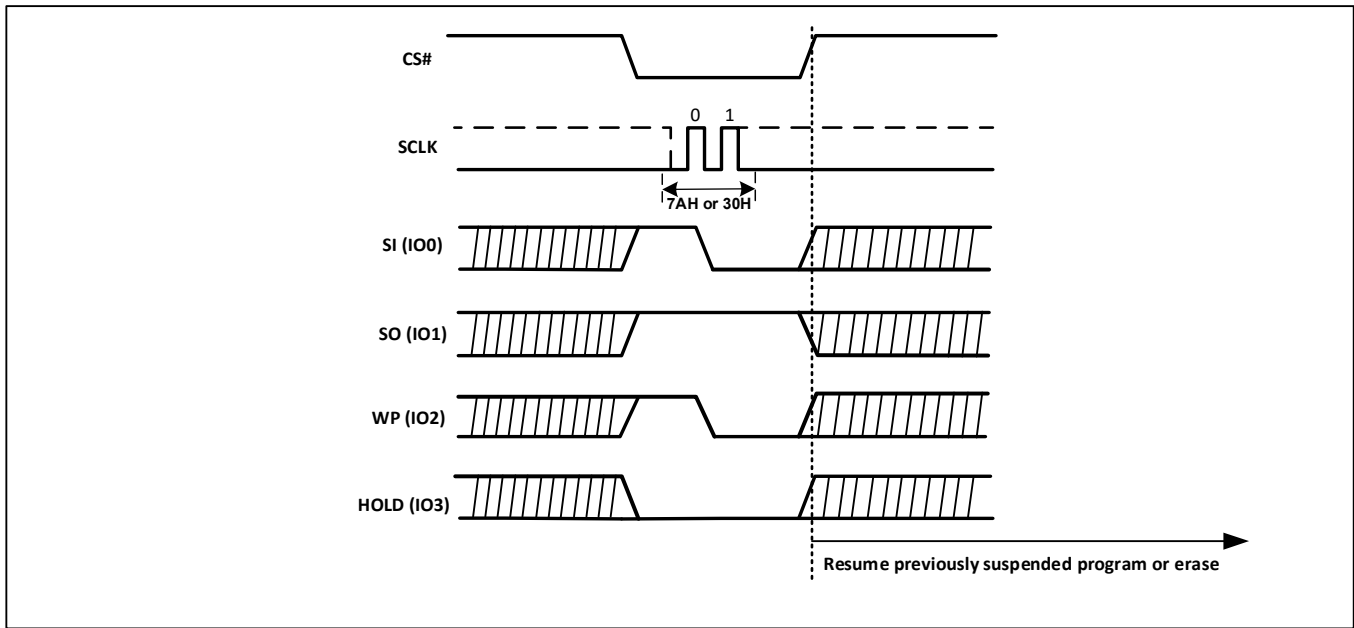 CS#
0 1
SCLK
7AH or 30H
SI (IO0)
SO (IO1)
WP (IO2)
HOLD (IO3)
Resume previously suspended program or erase